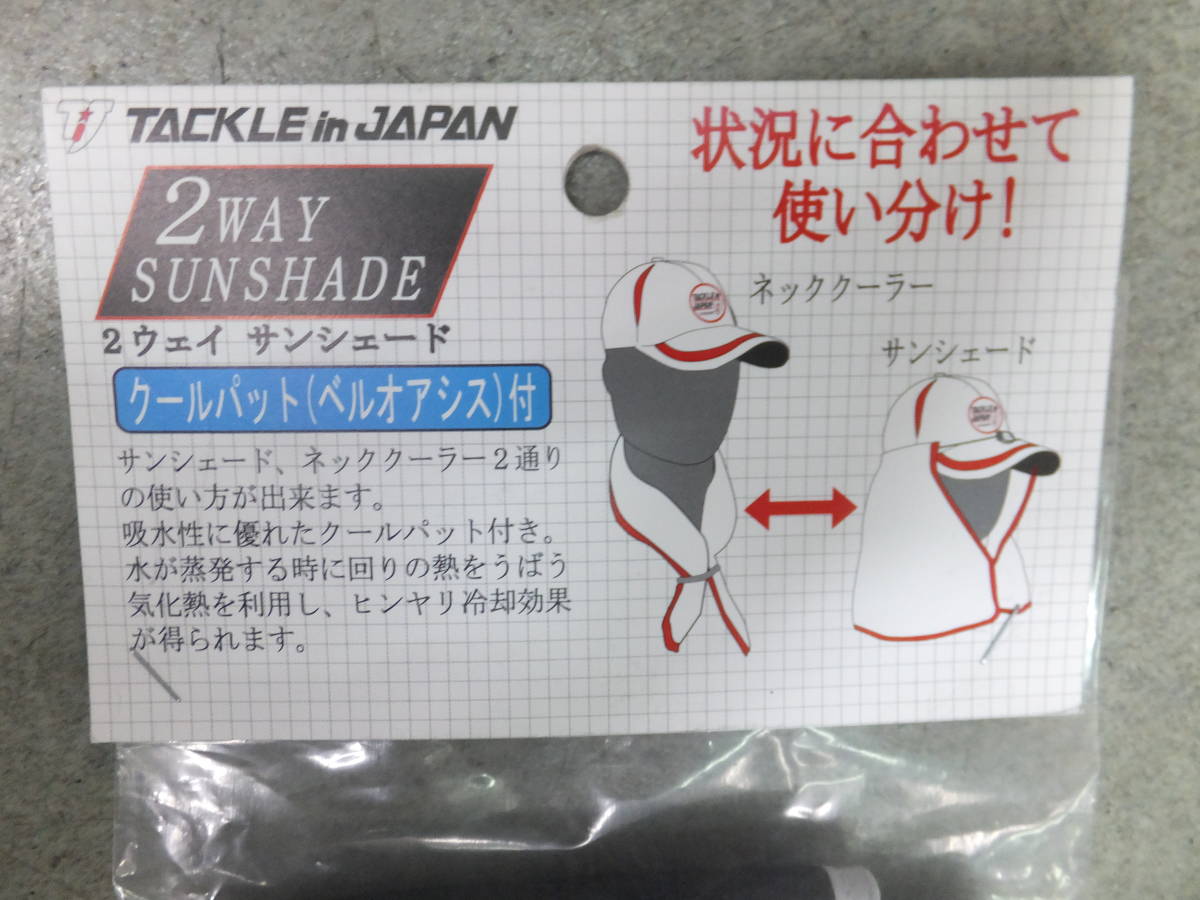 TACKLE in JAPAN
2WAY
SUNSHADE
2ウェイ サンシェード
クールパット(ベルオアシス)付
サンシェード、ネッククーラー2通り
の使い方が出来ます。
吸水性に優れたクールパット付き。
水が蒸発する時に回りの熱をうばう
気化熱を利用し、ヒンヤリ冷却効果
が得られます。
状況に合わせて
使い分け!
ネッククーラー
サンシェード
TACKLE in
JAPAN
TACKLE in
JAPAN